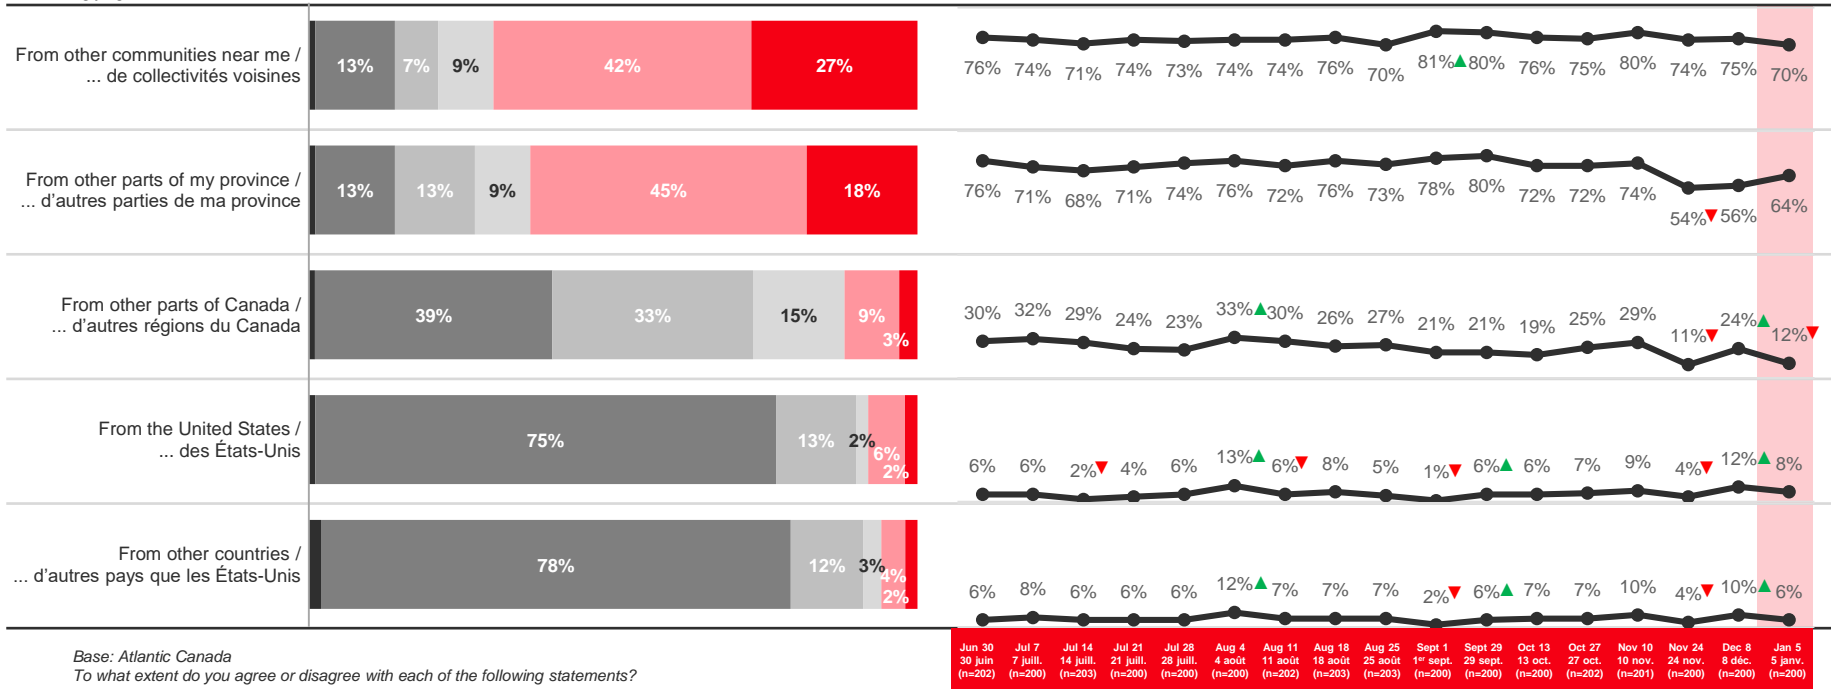 From other communities near me /
... de collectivités voisines
13% 7% 9% 42% 27%
76% 74% 71% 74% 73% 74% 74% 76% 70% 81% 80% 76% 75% 80% 74% 75% 70%
From other parts of my province /
... d'autres parties de ma province
13% 13% 9% 45% 18%
76% 71% 68% 71% 74% 76% 72% 76% 73% 78% 80% 72% 72% 74% 54% 56% 64%
From other parts of Canada /
... d'autres régions du Canada
39% 33% 15% 9% 3%
30% 32% 29% 24% 23% 33% 30% 26% 27% 21% 21% 19% 25% 29% 11% 24% 12%
From the United States /
... des États-Unis
75% 13% 2% 6% 2%
6% 6% 2% 4% 6% 13% 6% 8% 5% 1% 6% 6% 7% 9% 4% 12% 8%
From other countries /
... d'autres pays que les États-Unis
78% 12% 3% 4% 2%
6% 8% 6% 6% 6% 12% 7% 7% 7% 2% 6% 7% 7% 10% 4% 10% 6%
Jun 30 Jul 7 Jul 14 Jul 21 Jul 28 Aug 4 Aug 11 Aug 18 Aug 25 Sept 1 Sept 29 Oct 13 Oct 27 Nov 10 Nov 24 Dec 8 Jan 5
30 juin 7 juill. 14 juill. 21 juill. 28 juill. 4 août 11 août 18 août 25 août 1er sept. 29 sept. 13 oct. 27 oct. 10 nov. 24 nov. 8 déc. 5 janv.
(n=202) (n=200) (n=203) (n=200) (n=200) (n=200) (n=202) (n=203) (n=203) (n=200) (n=200) (n=200) (n=202) (n=201) (n=200) (n=200) (n=200)
Base: Atlantic Canada
To what extent do you agree or disagree with each of the following statements?